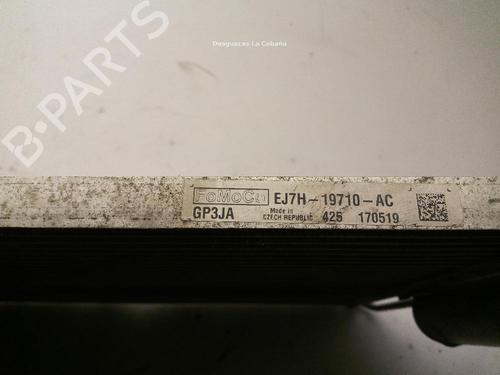 Desguaces La Cabaña
B-PARTS
FoMoCo EJ7H-19710-AC
GP3JA Made in CZECH REPUBLIC 425 170519